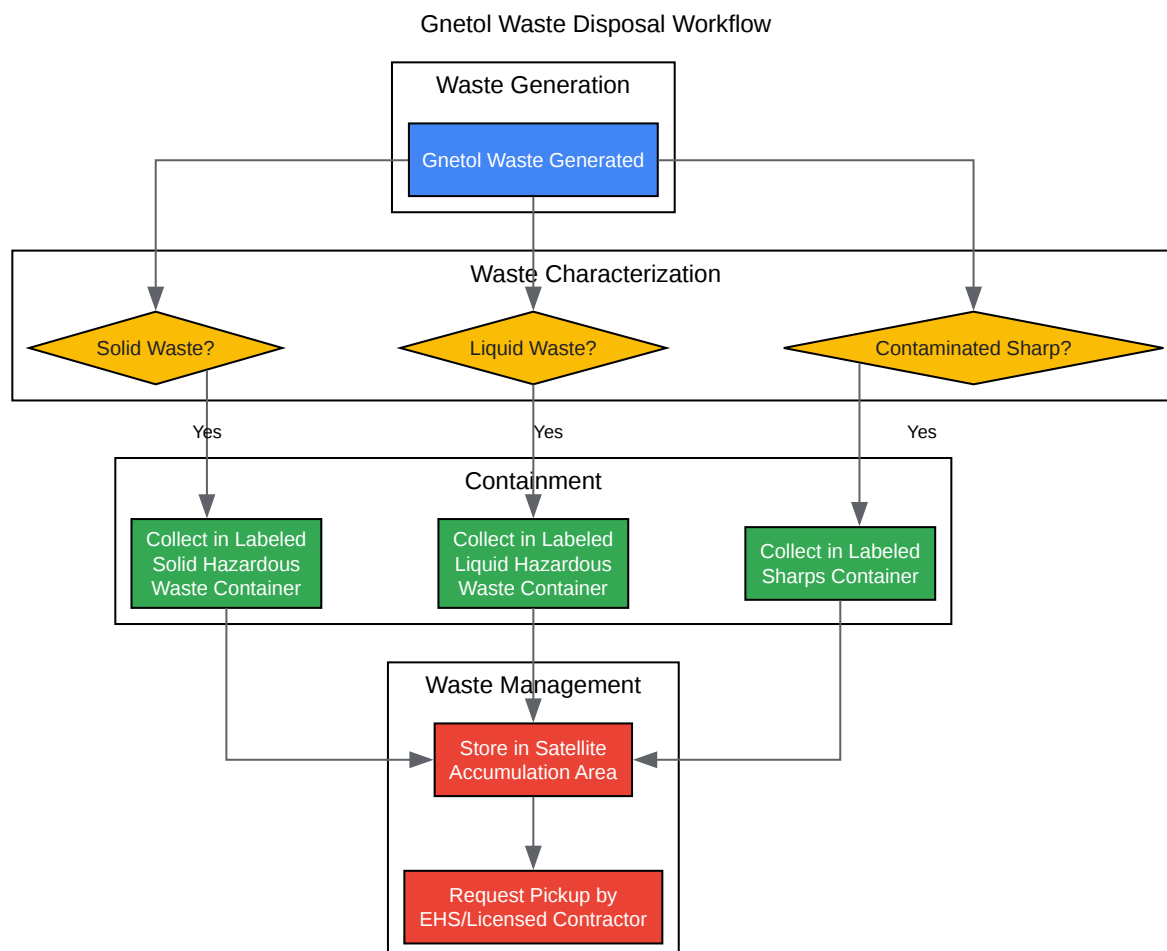 Gnetol Waste Disposal Workflow
Waste Generation
Gnetol Waste Generated
Waste Characterization
Solid Waste?
Liquid Waste?
Contaminated Sharp?
Yes
Yes
Yes
Containment
Collect in Labeled
Solid Hazardous
Waste Container
Collect in Labeled
Liquid Hazardous
Waste Container
Collect in Labeled
Sharps Container
Waste Management
Store in Satellite
Accumulation Area
Request Pickup by
EHS/Licensed Contractor